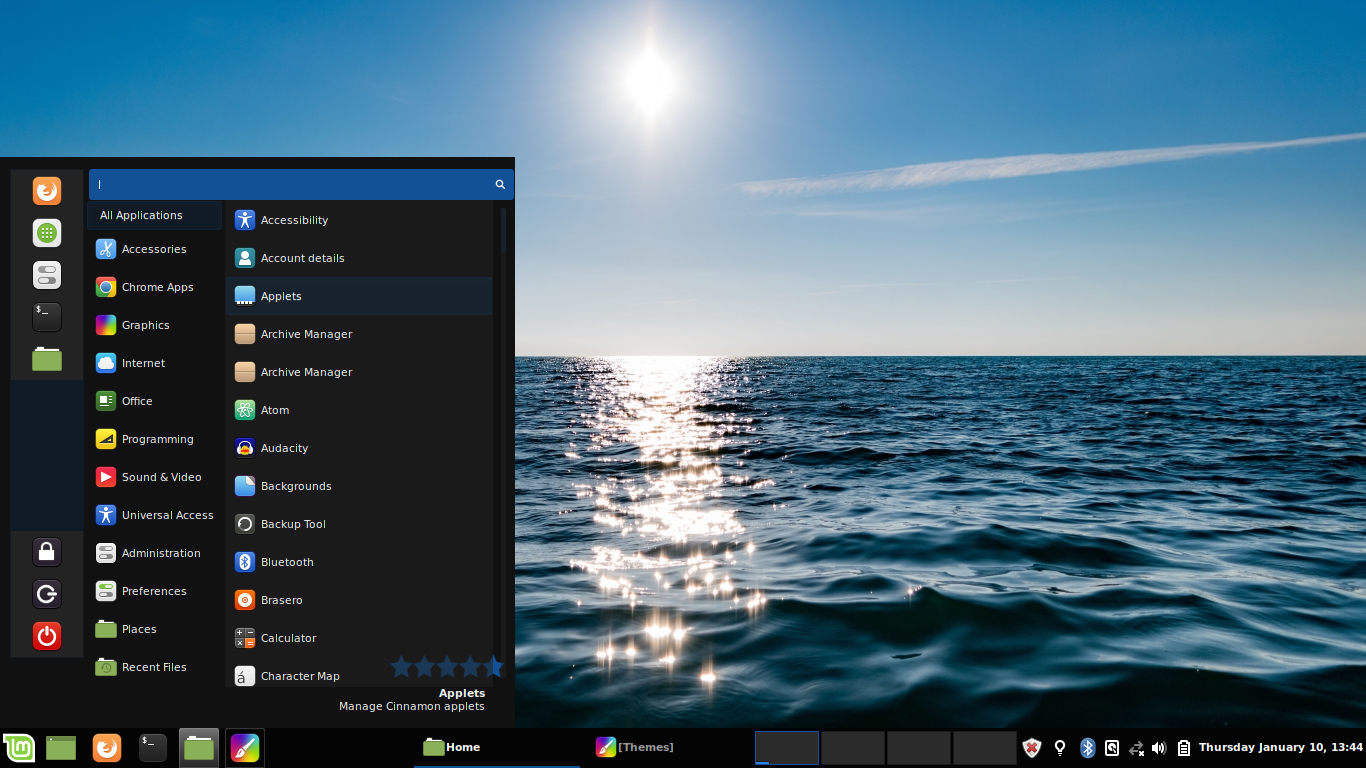 All Applications
Accessories
Chrome Apps
Graphics
Internet
Office
Programming
Sound & Video
Universal Access
Administration
Preferences
Places
Recent Files
Accessibility
Account details
Applets
Archive Manager
Archive Manager
Atom
Audacity
Backgrounds
Backup Tool
Bluetooth
Brasero
Calculator
Character Map
Applets
Manage Cinnamon applets
Home
[Themes]
Thursday January 10, 13:44